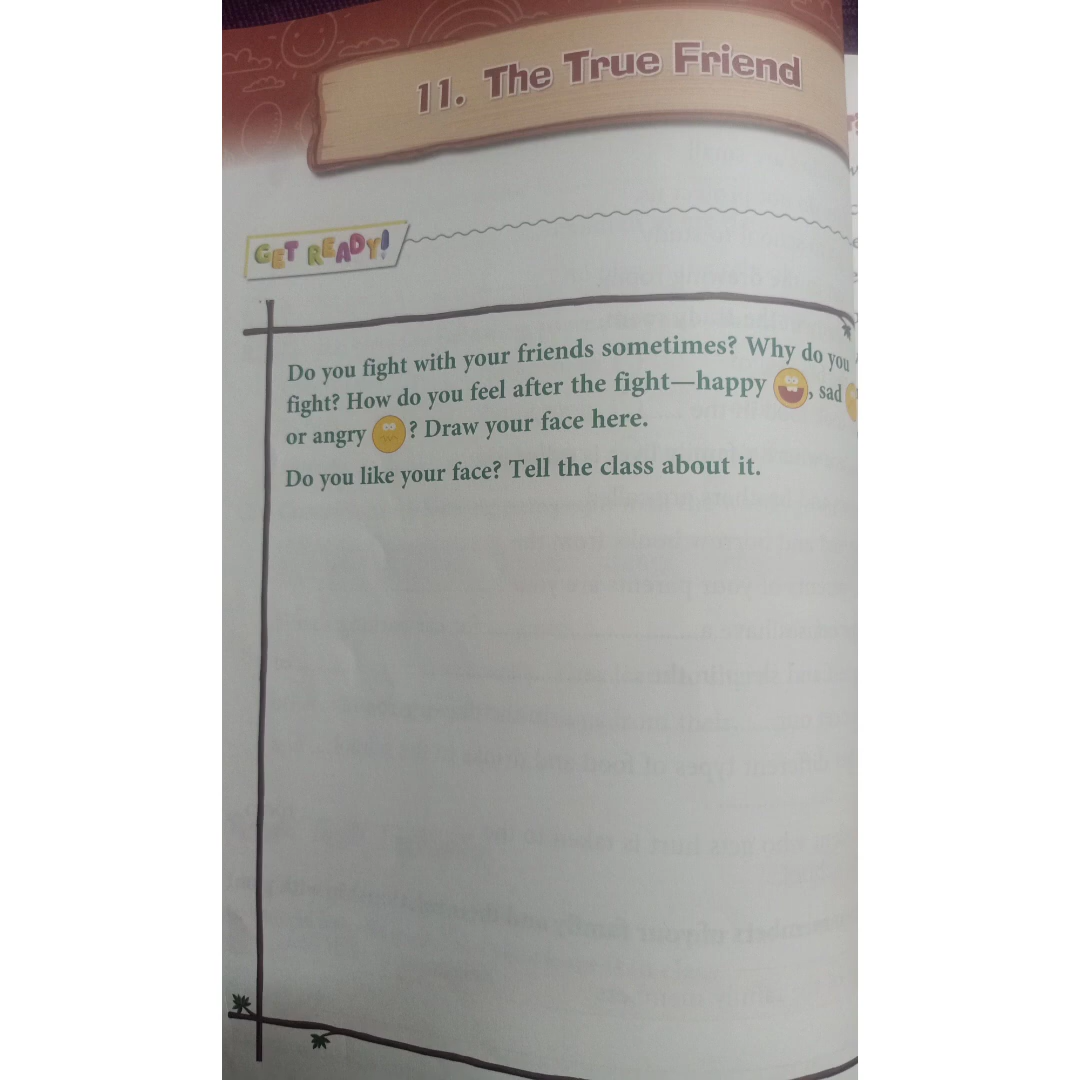 11. The True Friend
GET READY!
Do you fight with your friends sometimes? Why do you
fight? How do you feel after the fight—happy , sad
or angry ? Draw your face here.
Do you like your face? Tell the class about it.